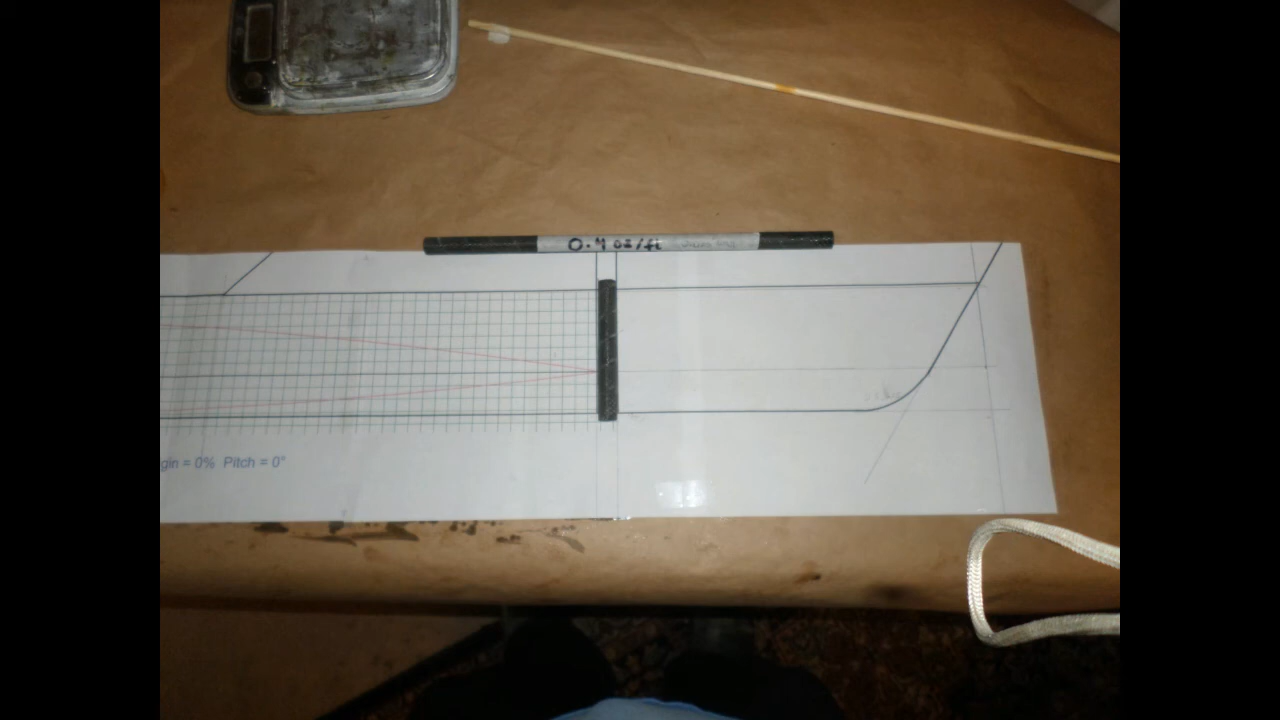 0.4 oz/ft
gin = 0% Pitch = 0°